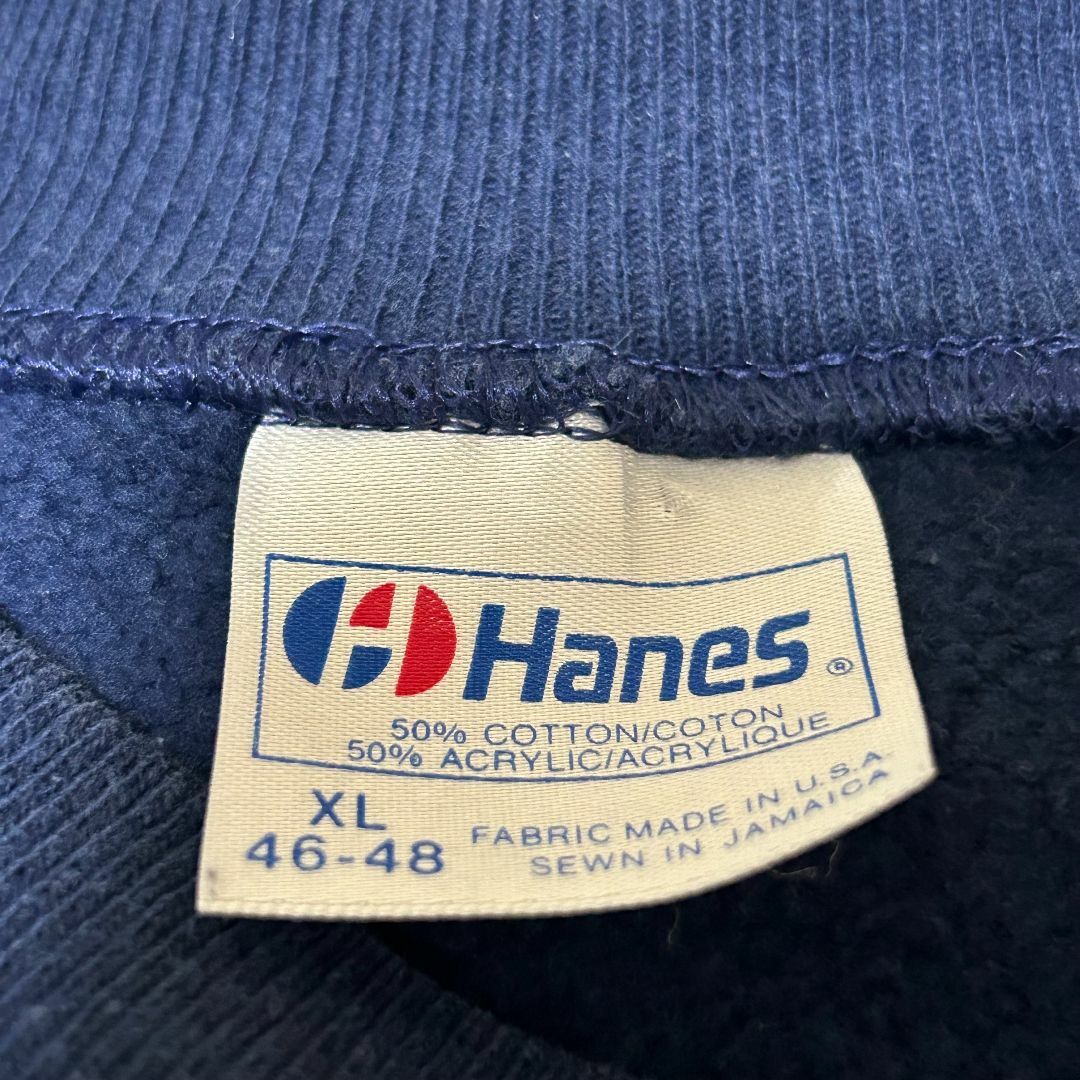 Hanes ®
50% COTTON/COTON
50% ACRYLIC/ACRYLIQUE
XL
46-48
FABRIC MADE IN U.S.A.
SEWN IN JAMAICA